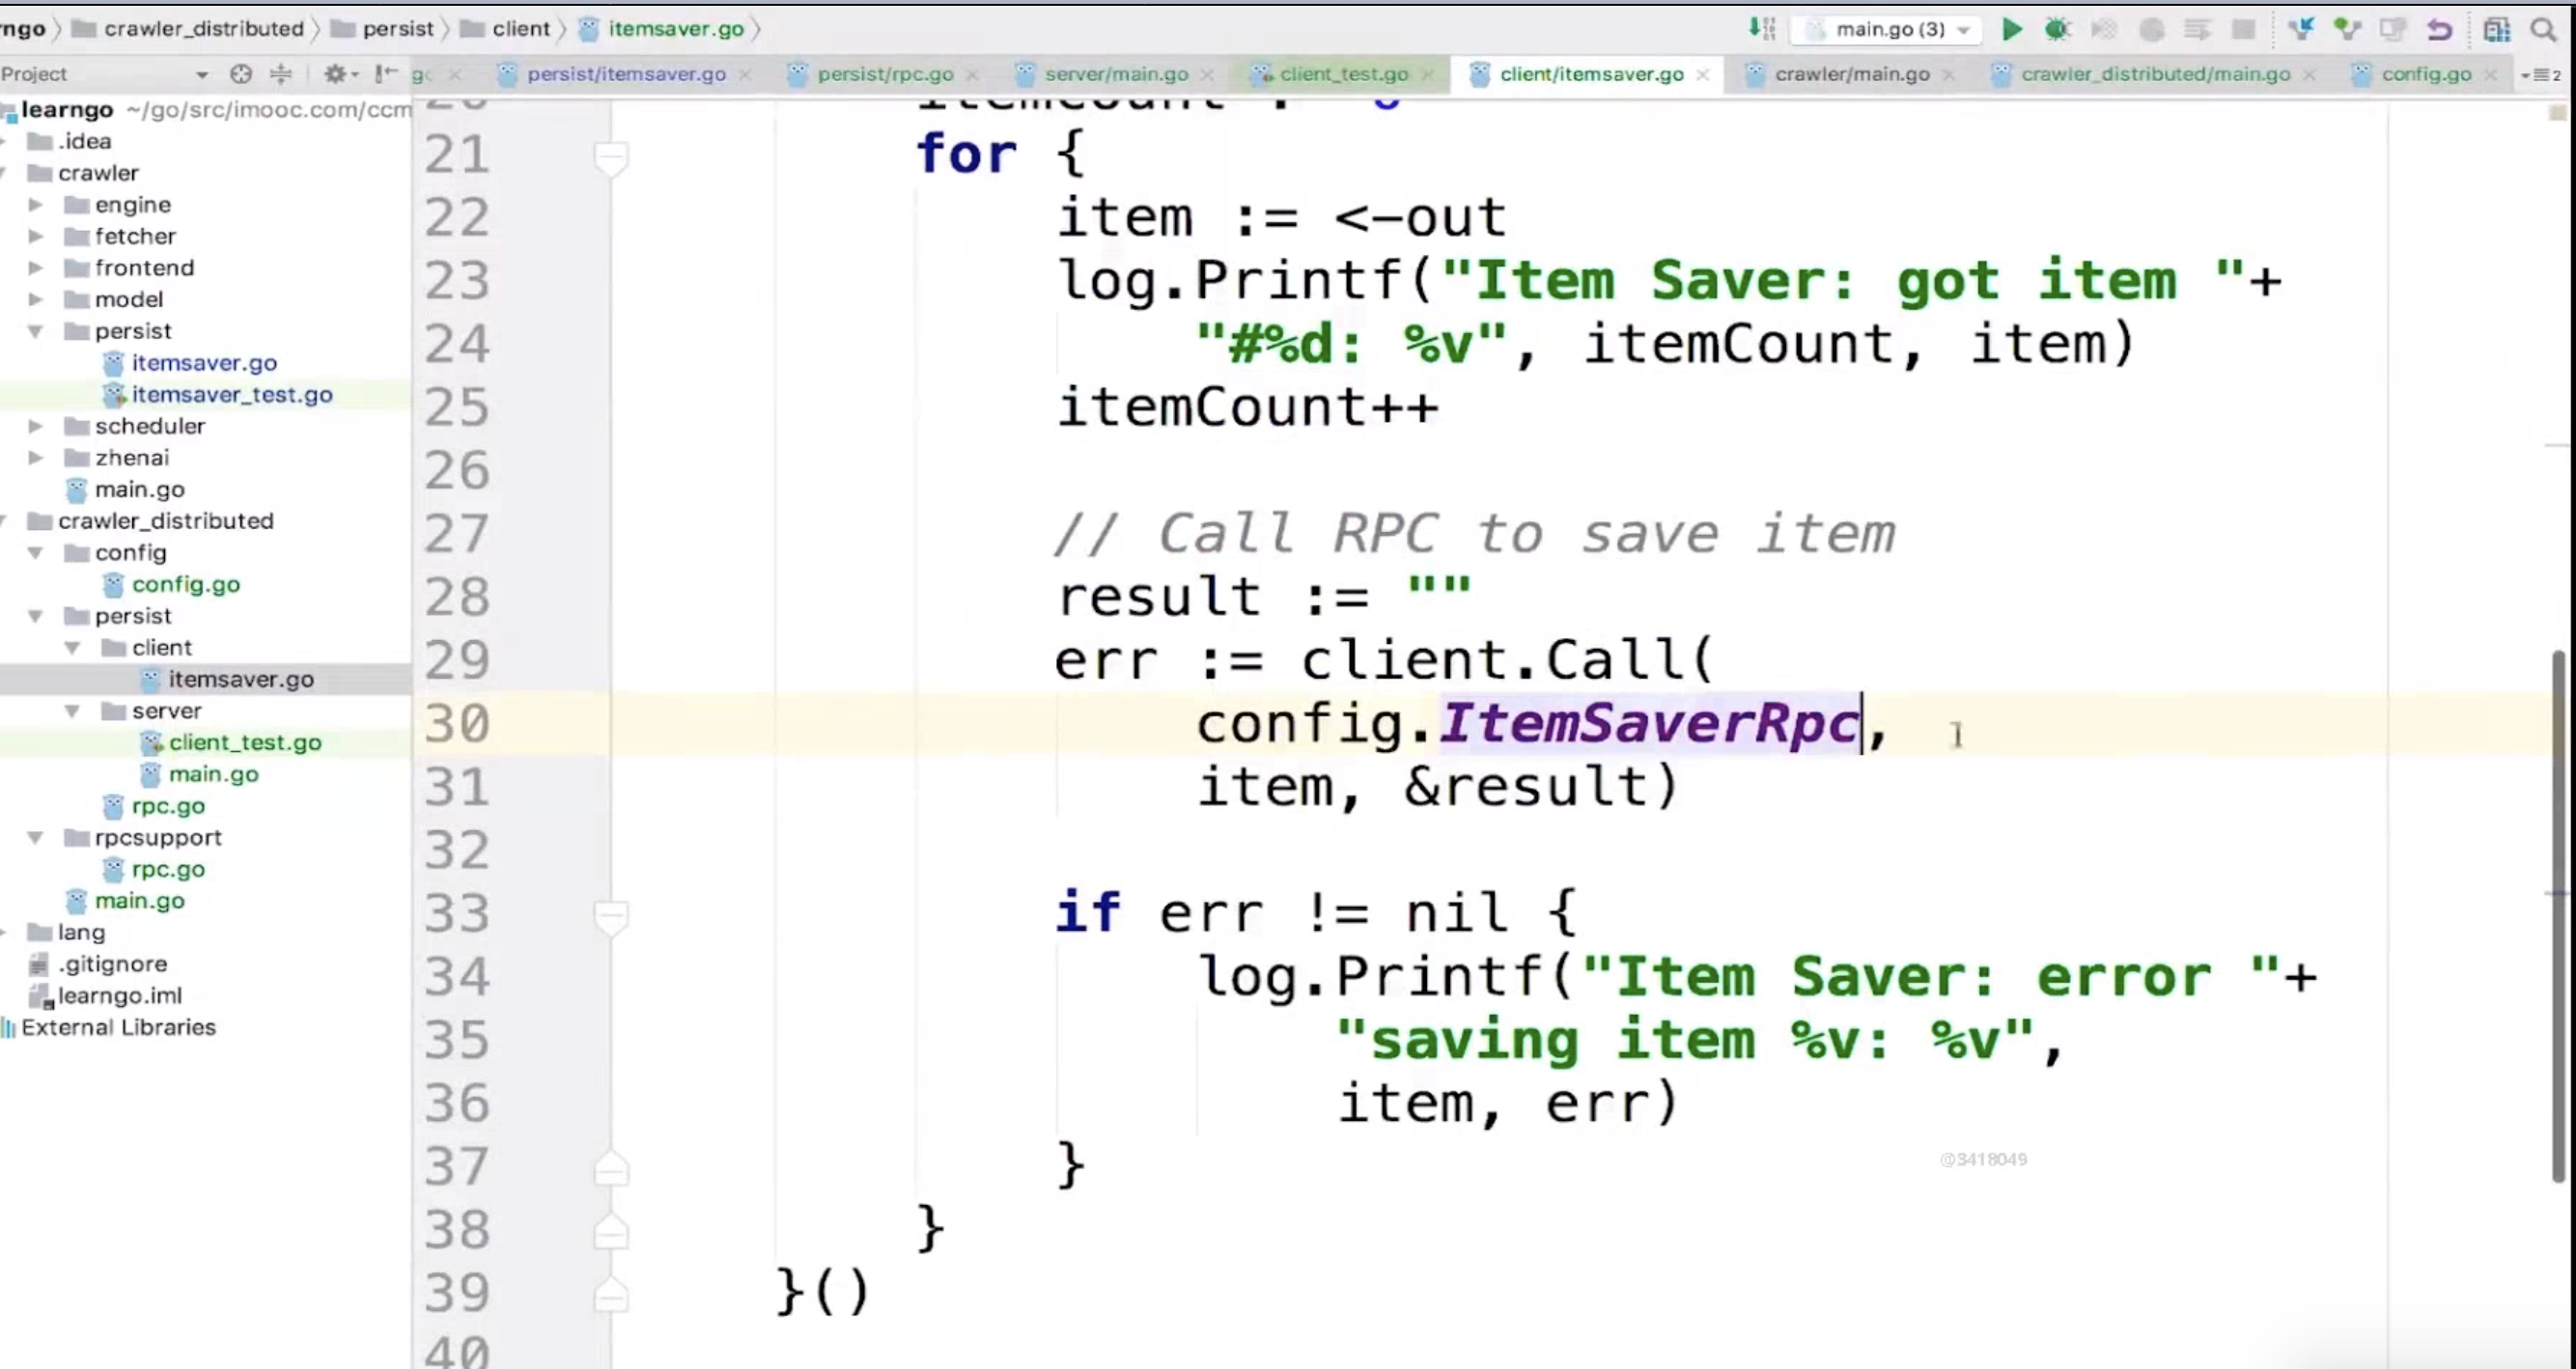 ngo crawler_distributed persist client itemsaver.go main.go (3)
Project persist/itemsaver.go persist/rpc.go server/main.go client_test.go client/itemsaver.go crawler/main.go crawler_distributed/main.go config.go
learngo ~/go/src/imooc.com/ccm
.idea
crawler
engine
fetcher
frontend
model
persist
itemsaver.go
itemsaver_test.go
scheduler
zhenai
main.go
crawler_distributed
config
config.go
persist
client
itemsaver.go
server
client_test.go
main.go
rpc.go
rpcsupport
rpc.go
main.go
lang
.gitignore
learngo.iml
External Libraries
21 for {
22 item := <-out
23 log.Printf("Item Saver: got item "+
24 "#%d: %v", itemCount, item)
25 itemCount++
26
27 // Call RPC to save item
28 result := ""
29 err := client.Call(
30 config.ItemSaverRpc,
31 item, &result)
32
33 if err != nil {
34 log.Printf("Item Saver: error "+
35 "saving item %v: %v",
36 item, err)
37 }
38 }
39 }()
40
@3418049